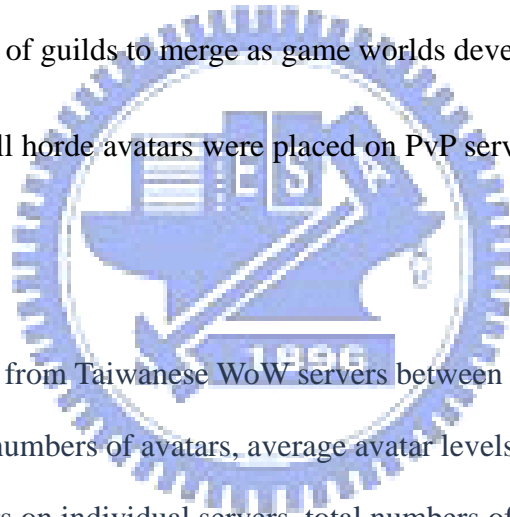 of guilds to merge as game worlds deve
ll horde avatars were placed on PvP serv
E S A
1896
from Taiwanese WoW servers between
numbers of avatars, average avatar levels
s on individual servers, total numbers of